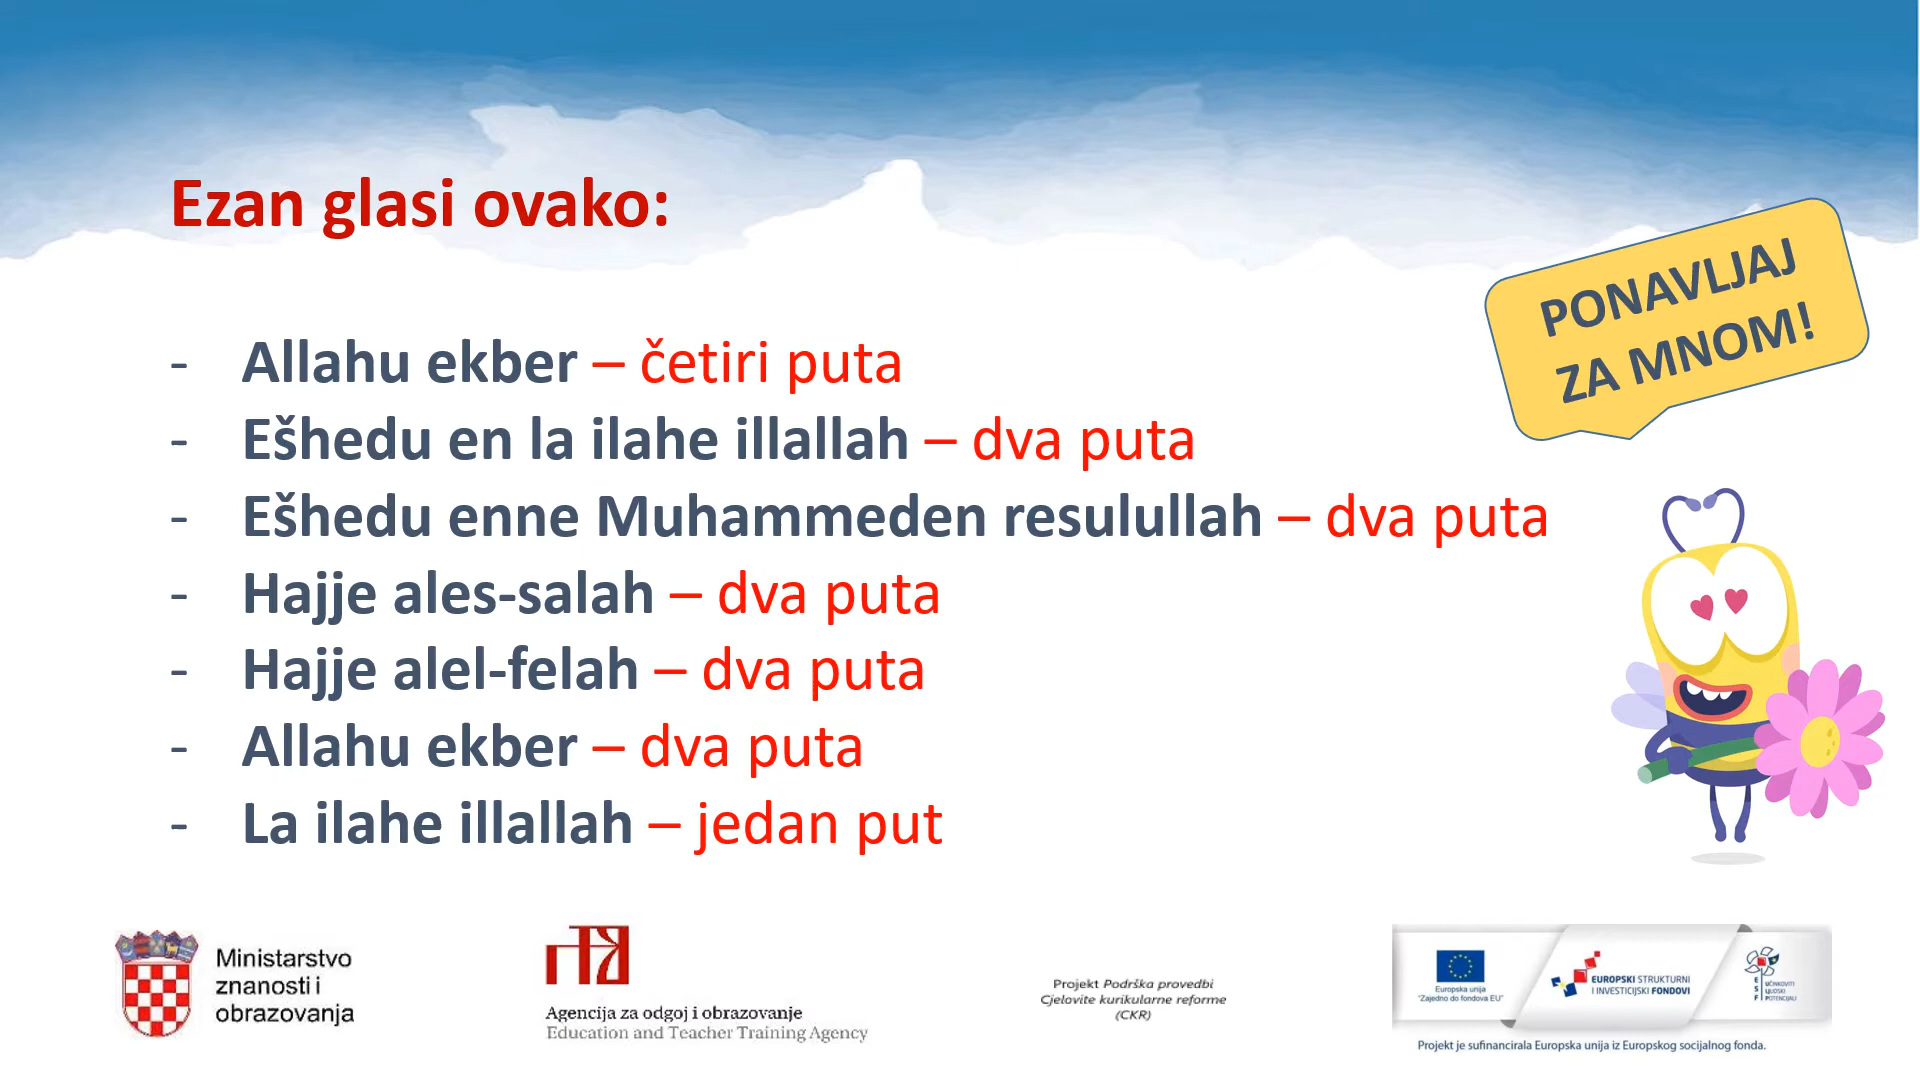 Ezan glasi ovako:
PONAVLJAJ
ZA MNOM!
- Allahu ekber – četiri puta
- Ešhedu en la ilahe illallah – dva puta
- Ešhedu enne Muhammeden resulullah – dva puta
- Hajje ales-salah – dva puta
- Hajje alel-felah – dva puta
- Allahu ekber – dva puta
- La ilahe illallah – jedan put
Ministarstvo
znanosti i
obrazovanja
Agencija za odgoj i obrazovanje
Education and Teacher Training Agency
Projekt Podrška provedbi
Cjelovite kurikularne reforme
(CKR)
Europska unija
"Zajedno do fondova EU"
EUROPSKI STRUKTURNI
I INVESTICIJSKI FONDOVI
ESF
UČINKOVITI
LJUDSKI
POTENCIJALI
Projekt je sufinancirala Europska unija iz Europskog socijalnog fonda.